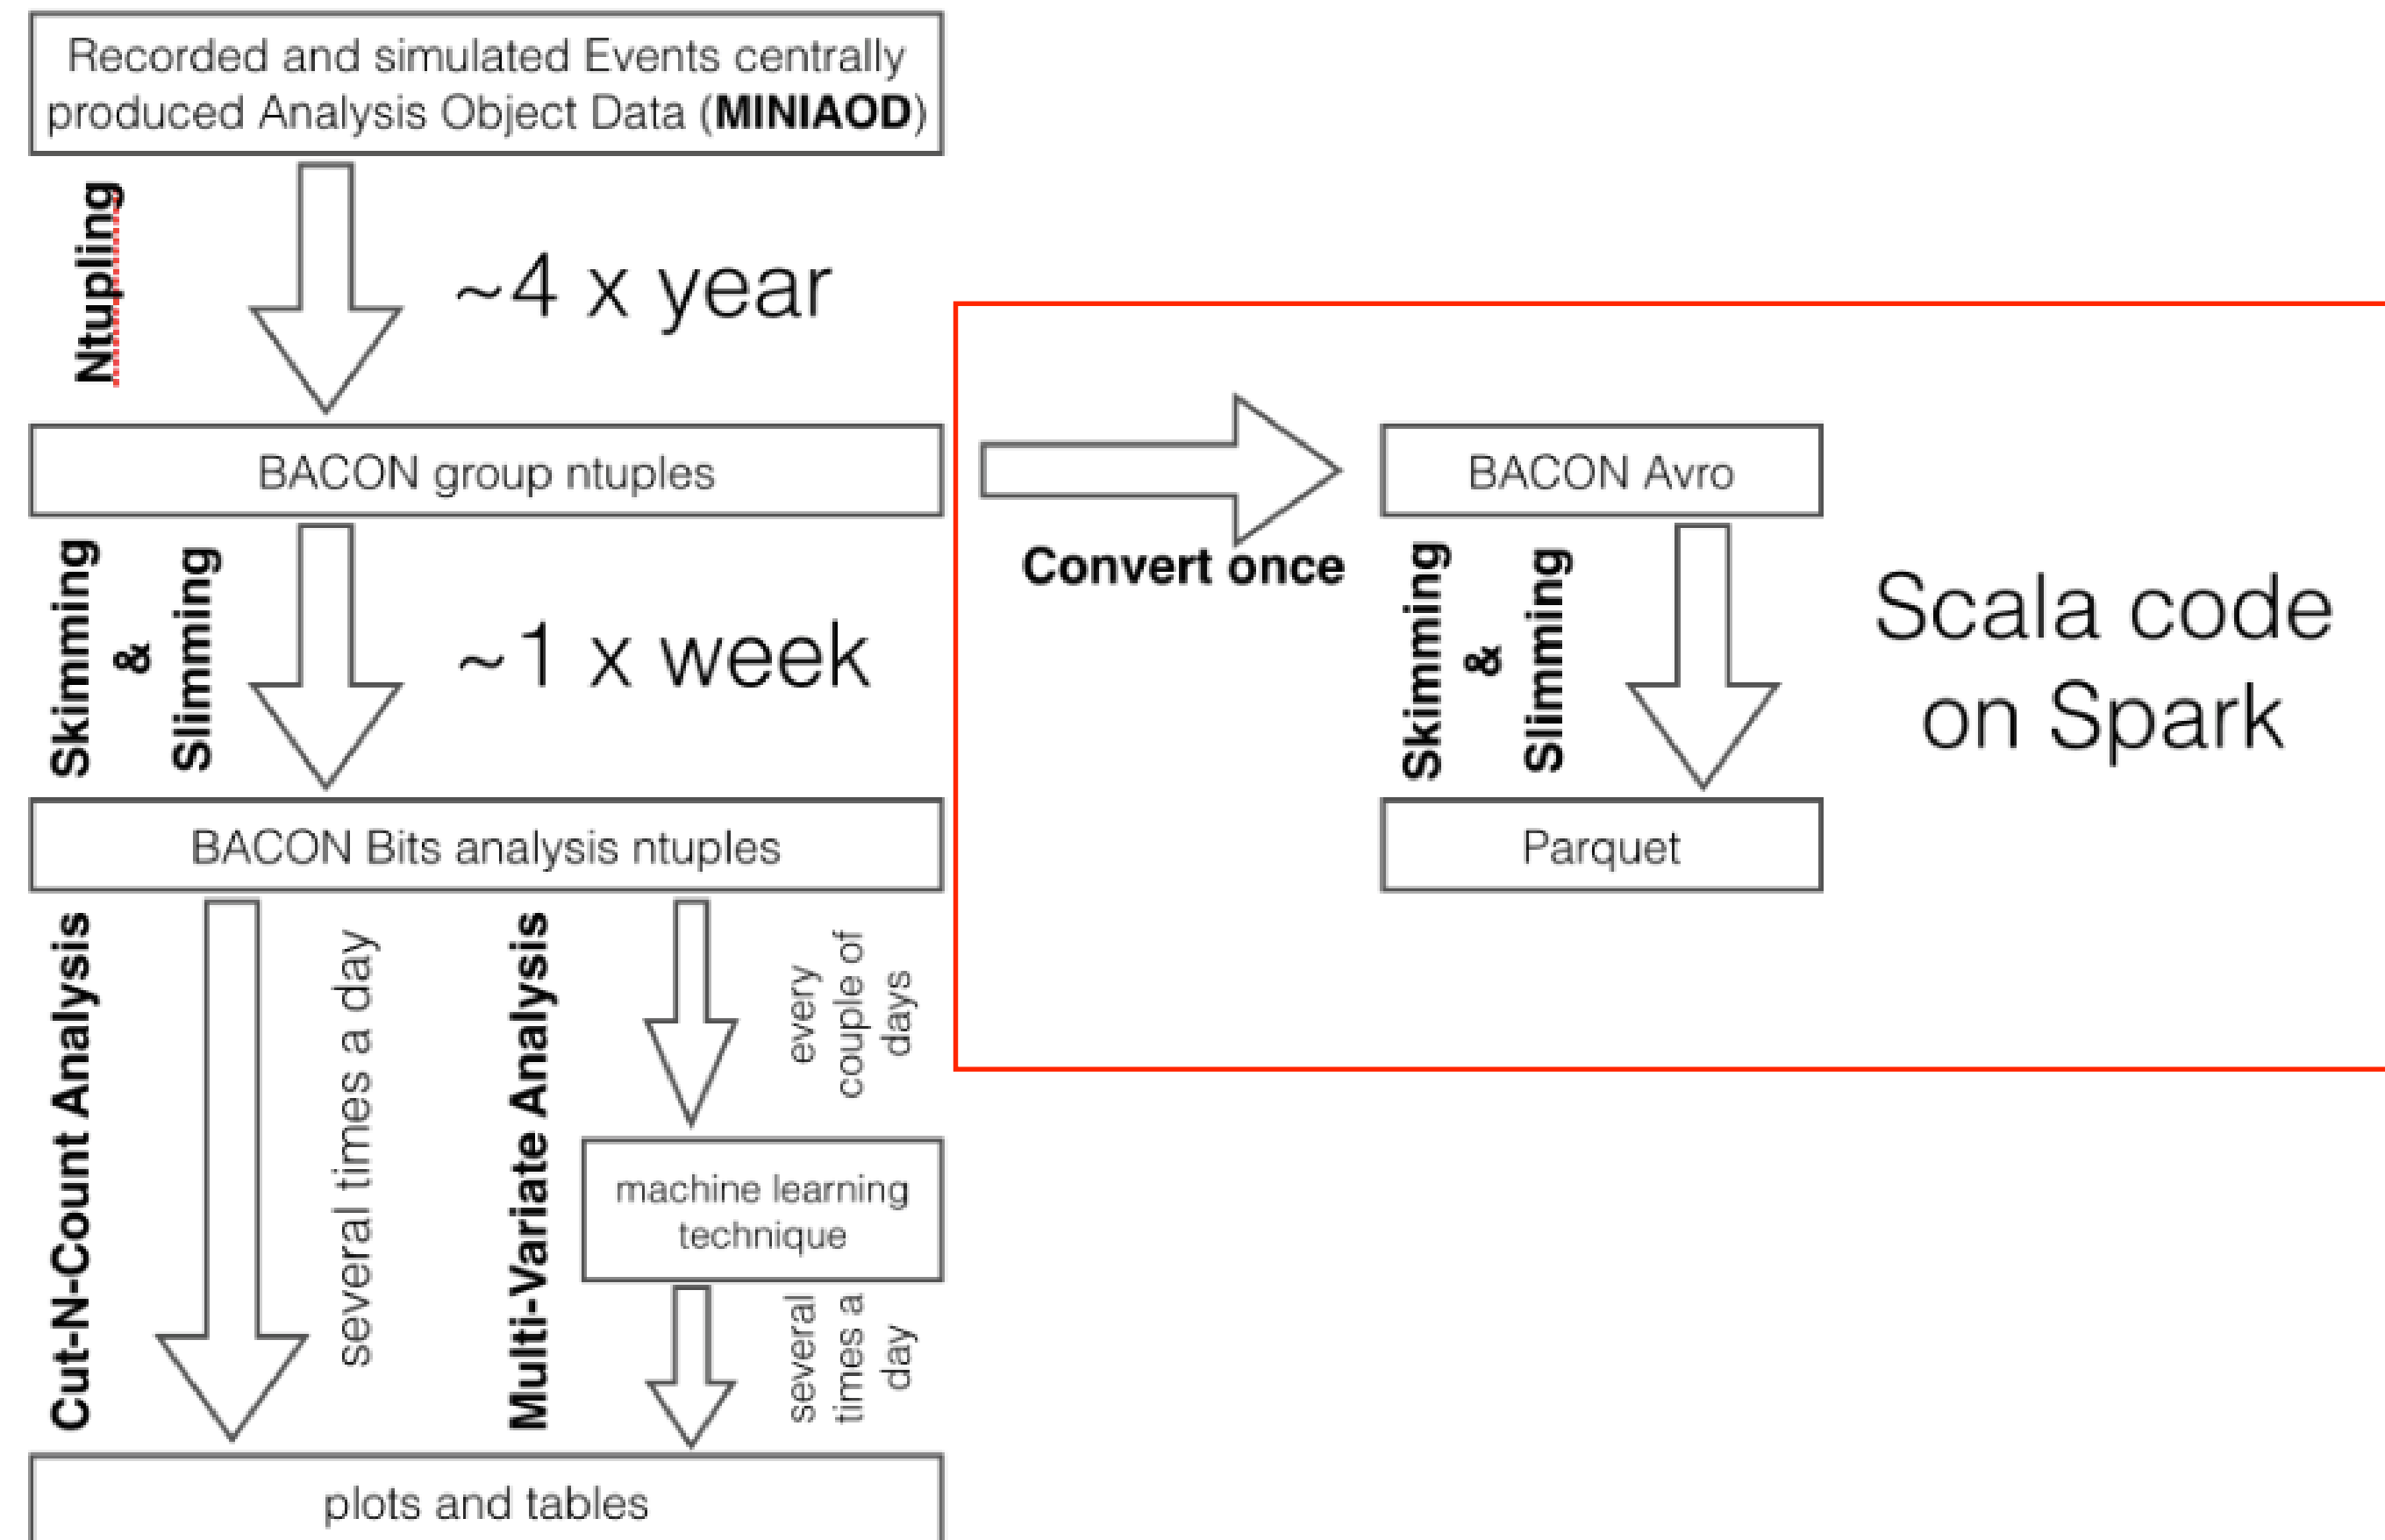 Recorded and simulated Events centrally
produced Analysis Object Data (MINIAOD)
Ntupling
~4 x year
BACON group ntuples
Convert once
BACON Avro
Skimming
&
Slimming
~1 x week
Skimming
&
Slimming
Scala code
on Spark
BACON Bits analysis ntuples
Parquet
Cut-N-Count Analysis
several times a day
Multi-Variate Analysis
every
couple of
days
machine learning
technique
several
times a
day
plots and tables